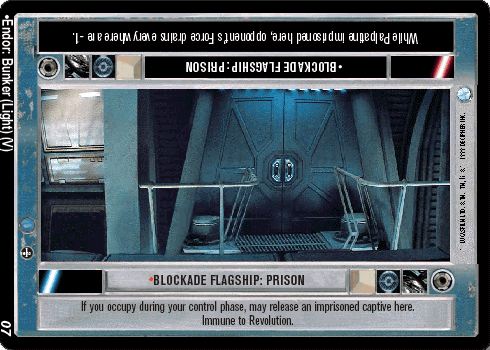 While Palpatine imprisoned here, opponent's Force drains everywhere are -1.
•BLOCKADE FLAGSHIP: PRISON
•Endor: Bunker (Light) (V)
•BLOCKADE FLAGSHIP: PRISON
If you occupy during your control phase, may release an imprisoned captive here.
Immune to Revolution.
07